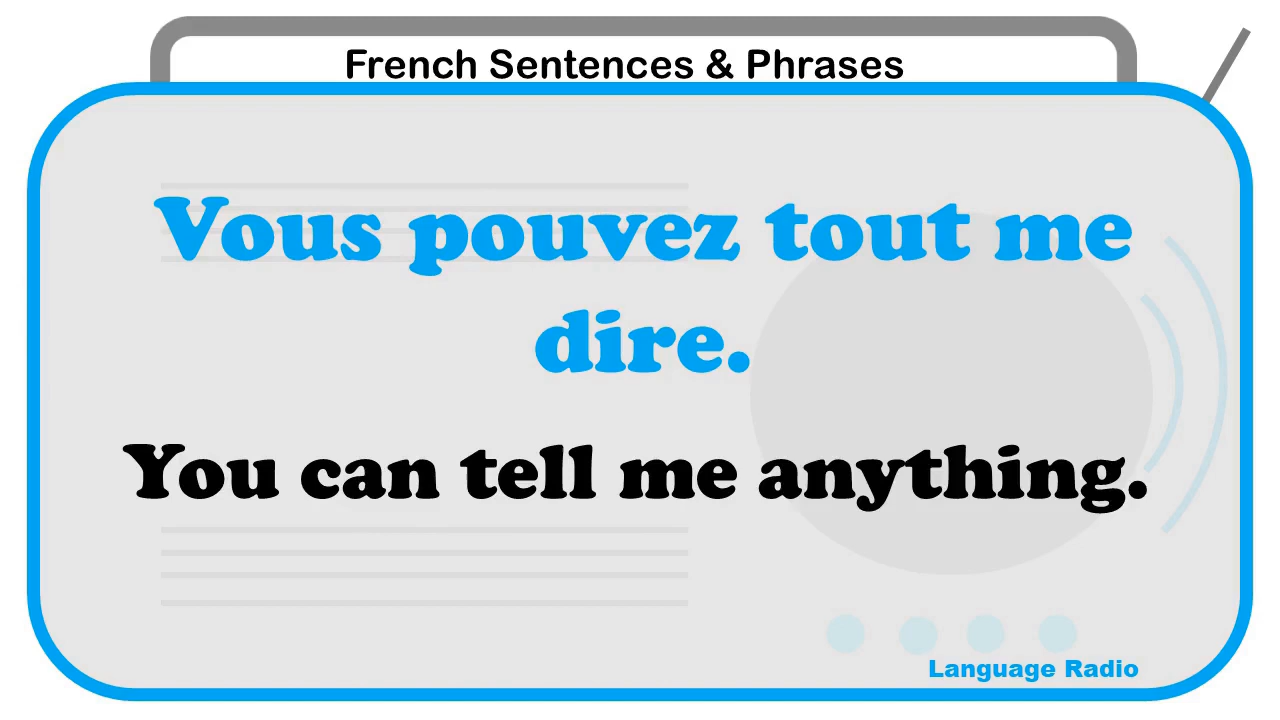 French Sentences & Phrases
Vous pouvez tout me
dire.
You can tell me anything.
Language Radio